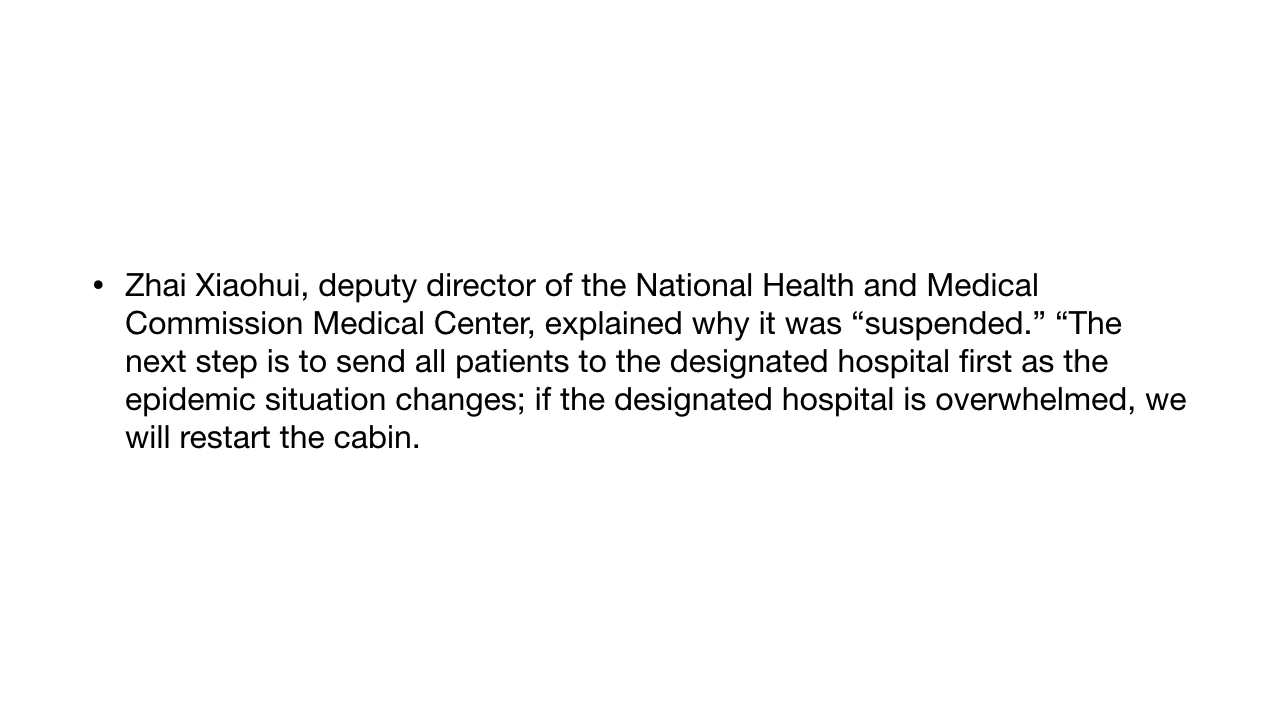 • Zhai Xiaohui, deputy director of the National Health and Medical
Commission Medical Center, explained why it was “suspended.” “The
next step is to send all patients to the designated hospital first as the
epidemic situation changes; if the designated hospital is overwhelmed, we
will restart the cabin.